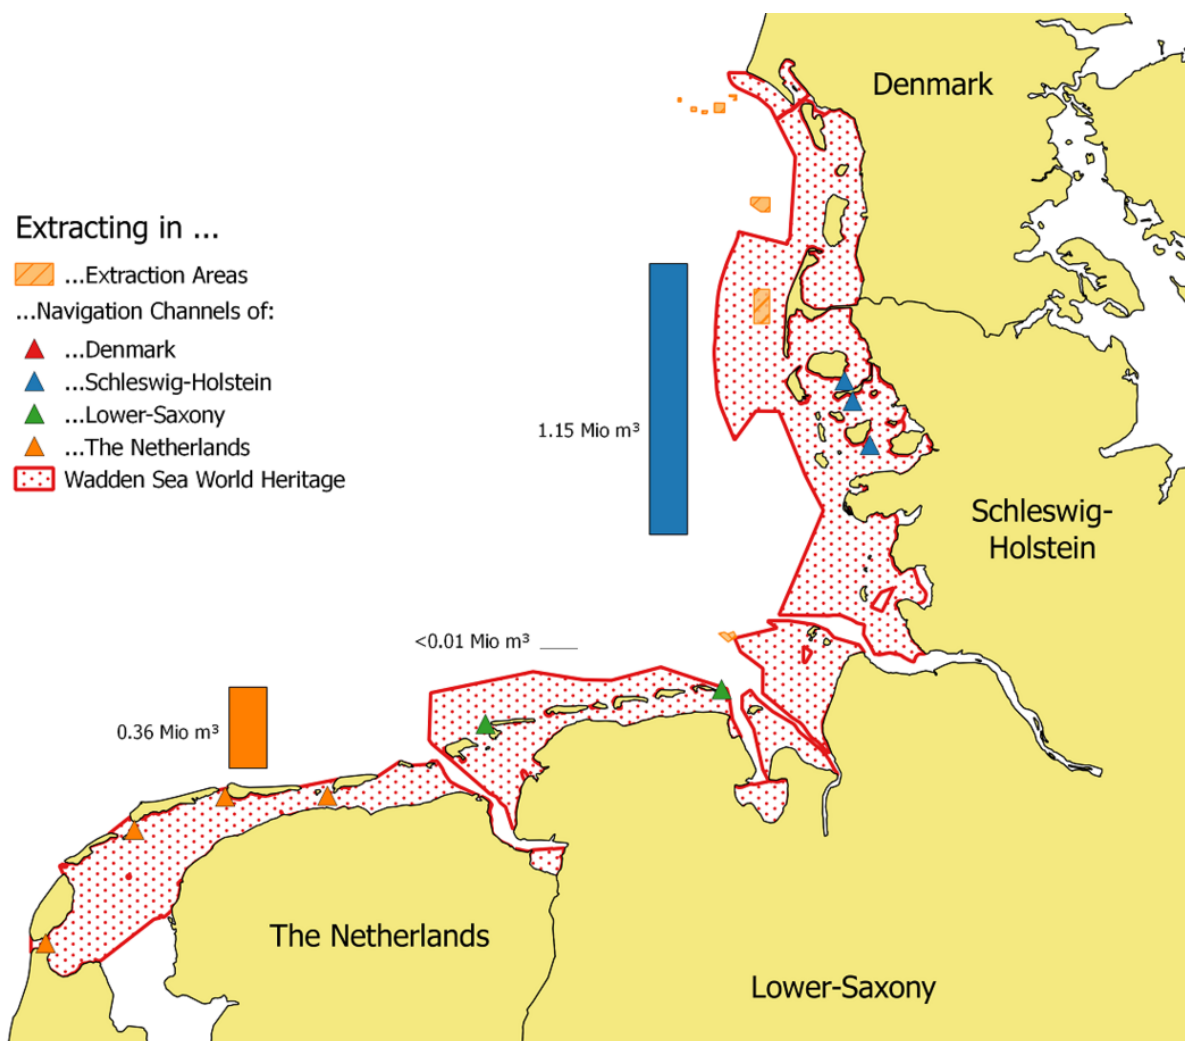 Denmark
Extracting in ...
...Extraction Areas
...Navigation Channels of:
...Denmark
...Schleswig-Holstein
...Lower-Saxony
...The Netherlands
Wadden Sea World Heritage
1.15 Mio m³
Schleswig-
Holstein
<0.01 Mio m³
0.36 Mio m³
The Netherlands
Lower-Saxony